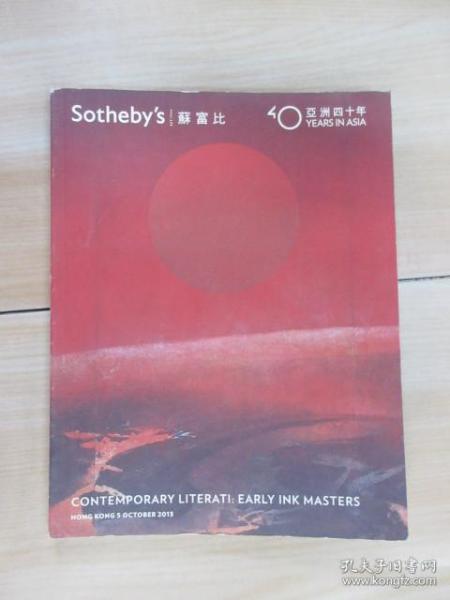 Sotheby's 蘇富比
40 亞洲四十年
YEARS IN ASIA
CONTEMPORARY LITERATI: EARLY INK MASTERS
HONG KONG 5 OCTOBER 2013
孔夫子旧书网
www.kongfz.com